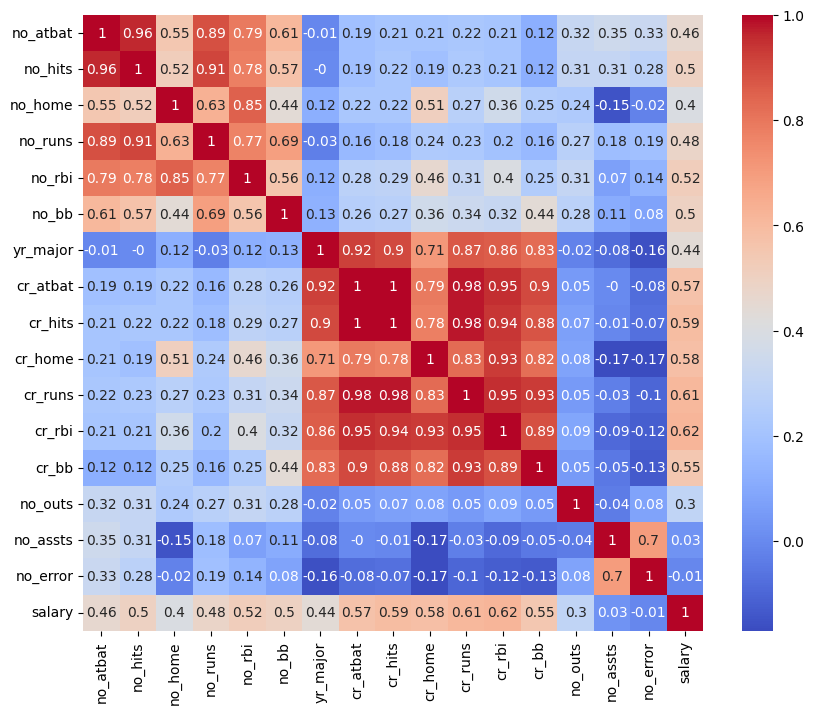 no_atbat 1 0.96 0.55 0.89 0.79 0.61 -0.01 0.19 0.21 0.21 0.22 0.21 0.12 0.32 0.35 0.33 0.46
no_hits 0.96 1 0.52 0.91 0.78 0.57 -0 0.19 0.22 0.19 0.23 0.21 0.12 0.31 0.31 0.28 0.5
no_home 0.55 0.52 1 0.63 0.85 0.44 0.12 0.22 0.22 0.51 0.27 0.36 0.25 0.24 -0.15 -0.02 0.4
no_runs 0.89 0.91 0.63 1 0.77 0.69 -0.03 0.16 0.18 0.24 0.23 0.2 0.16 0.27 0.18 0.19 0.48
no_rbi 0.79 0.78 0.85 0.77 1 0.56 0.12 0.28 0.29 0.46 0.31 0.4 0.25 0.31 0.07 0.14 0.52
no_bb 0.61 0.57 0.44 0.69 0.56 1 0.13 0.26 0.27 0.36 0.34 0.32 0.44 0.28 0.11 0.08 0.5
yr_major -0.01 -0 0.12 -0.03 0.12 0.13 1 0.92 0.9 0.71 0.87 0.86 0.83 -0.02 -0.08 -0.16 0.44
cr_atbat 0.19 0.19 0.22 0.16 0.28 0.26 0.92 1 1 0.79 0.98 0.95 0.9 0.05 -0 -0.08 0.57
cr_hits 0.21 0.22 0.22 0.18 0.29 0.27 0.9 1 1 0.78 0.98 0.94 0.88 0.07 -0.01 -0.07 0.59
cr_home 0.21 0.19 0.51 0.24 0.46 0.36 0.71 0.79 0.78 1 0.83 0.93 0.82 0.08 -0.17 -0.17 0.58
cr_runs 0.22 0.23 0.27 0.23 0.31 0.34 0.87 0.98 0.98 0.83 1 0.95 0.93 0.05 -0.03 -0.1 0.61
cr_rbi 0.21 0.21 0.36 0.2 0.4 0.32 0.86 0.95 0.94 0.93 0.95 1 0.89 0.09 -0.09 -0.12 0.62
cr_bb 0.12 0.12 0.25 0.16 0.25 0.44 0.83 0.9 0.88 0.82 0.93 0.89 1 0.05 -0.05 -0.13 0.55
no_outs 0.32 0.31 0.24 0.27 0.31 0.28 -0.02 0.05 0.07 0.08 0.05 0.09 0.05 1 -0.04 0.08 0.3
no_assts 0.35 0.31 -0.15 0.18 0.07 0.11 -0.08 -0 -0.01 -0.17 -0.03 -0.09 -0.05 -0.04 1 0.7 0.03
no_error 0.33 0.28 -0.02 0.19 0.14 0.08 -0.16 -0.08 -0.07 -0.17 -0.1 -0.12 -0.13 0.08 0.7 1 -0.01
salary 0.46 0.5 0.4 0.48 0.52 0.5 0.44 0.57 0.59 0.58 0.61 0.62 0.55 0.3 0.03 -0.01 1
no_atbat no_hits no_home no_runs no_rbi no_bb yr_major cr_atbat cr_hits cr_home cr_runs cr_rbi cr_bb no_outs no_assts no_error salary
1.0
0.8
0.6
0.4
0.2
0.0